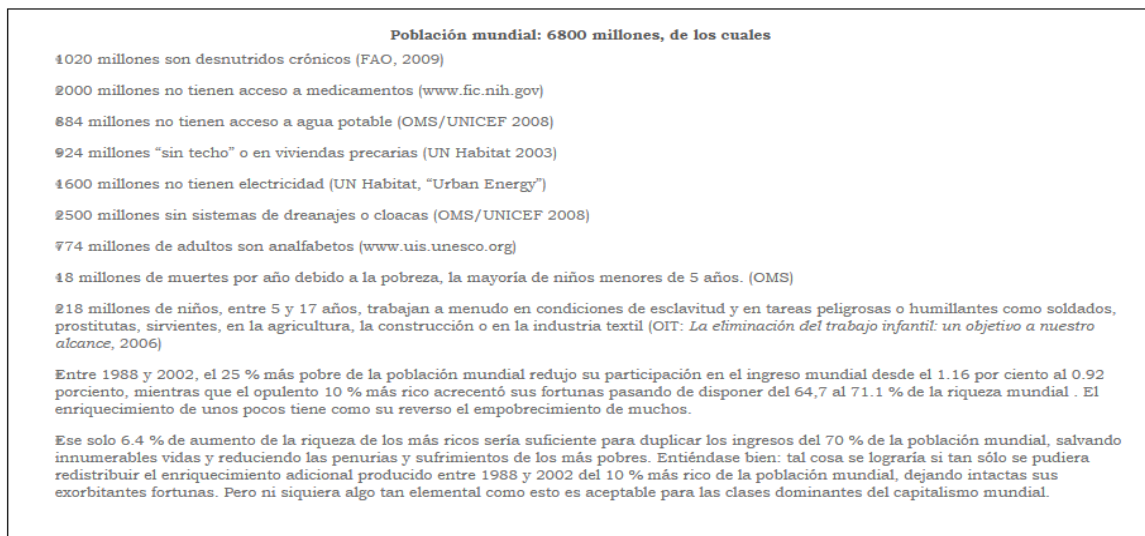 Población mundial: 6800 millones, de los cuales
1020 millones son desnutridos crónicos (FAO, 2009)
2000 millones no tienen acceso a medicamentos (www.fic.nih.gov)
884 millones no tienen acceso a agua potable (OMS/UNICEF 2008)
924 millones “sin techo” o en viviendas precarias (UN Habitat 2003)
1600 millones no tienen electricidad (UN Habitat, “Urban Energy”)
2500 millones sin sistemas de dreanajes o cloacas (OMS/UNICEF 2008)
774 millones de adultos son analfabetos (www.uis.unesco.org)
18 millones de muertes por año debido a la pobreza, la mayoría de niños menores de 5 años. (OMS)
218 millones de niños, entre 5 y 17 años, trabajan a menudo en condiciones de esclavitud y en tareas peligrosas o humillantes como soldados,
prostitutas, sirvientes, en la agricultura, la construcción o en la industria textil (OIT: La eliminación del trabajo infantil: un objetivo a nuestro
alcance, 2006)
Entre 1988 y 2002, el 25 % más pobre de la población mundial redujo su participación en el ingreso mundial desde el 1.16 por ciento al 0.92
porciento, mientras que el opulento 10 % más rico acrecentó sus fortunas pasando de disponer del 64,7 al 71.1 % de la riqueza mundial . El
enriquecimiento de unos pocos tiene como su reverso el empobrecimiento de muchos.
Ese solo 6.4 % de aumento de la riqueza de los más ricos sería suficiente para duplicar los ingresos del 70 % de la población mundial, salvando
innumerables vidas y reduciendo las penurias y sufrimientos de los más pobres. Entiéndase bien: tal cosa se lograría si tan sólo se pudiera
redistribuir el enriquecimiento adicional producido entre 1988 y 2002 del 10 % más rico de la población mundial, dejando intactas sus
exorbitantes fortunas. Pero ni siquiera algo tan elemental como esto es aceptable para las clases dominantes del capitalismo mundial.